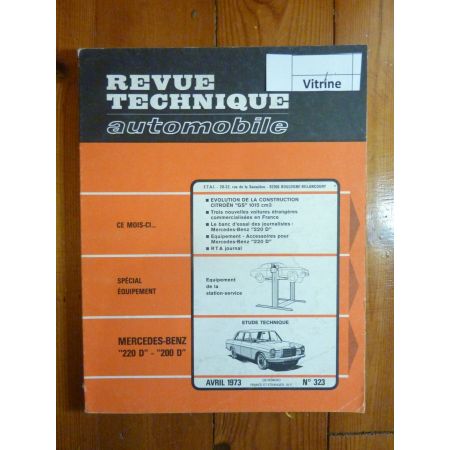 REVUE
TECHNIQUE
automobile
Vitrine
E.T.A.I. - 20-22, rue de la Saussière - 92100 BOULOGNE-BILLANCOURT
CE MOIS-CI...
■ EVOLUTION DE LA CONSTRUCTION
CITROËN "GS" 1015 cm3
■ Trois nouvelles voitures étrangères
commercialisées en France
■ Le banc d'essai des journalistes :
Mercedes-Benz "220 D"
■ Equipement - Accessoires pour
Mercedes-Benz "220 D"
■ RTA journal
SPÉCIAL
ÉQUIPEMENT
Equipement
de la
station-service
MERCEDES-BENZ
"220 D" - "200 D"
ETUDE TECHNIQUE
AVRIL 1973
N° 323